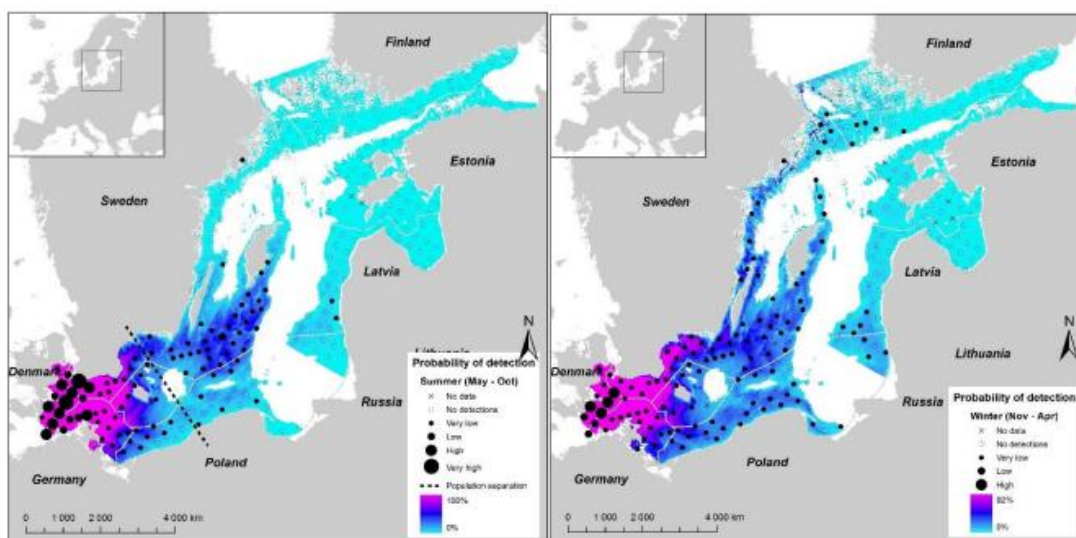 Finland
Estonia
Sweden
Latvia
N
Lithuania
Denmark
Probability of detection
Summer (May - Oct)
No data
No detections
Very low
Low
High
Very high
Population separation
100%
0%
Russia
Poland
Germany
0 1 000 2 000 4 000 km
Finland
Estonia
Sweden
Latvia
N
Lithuania
Denmark
Russia
Probability of detection
Winter (Nov - Apr)
No data
No detections
Very low
Low
High
0%
Poland
Germany
0 1 000 2 000 4 000 km